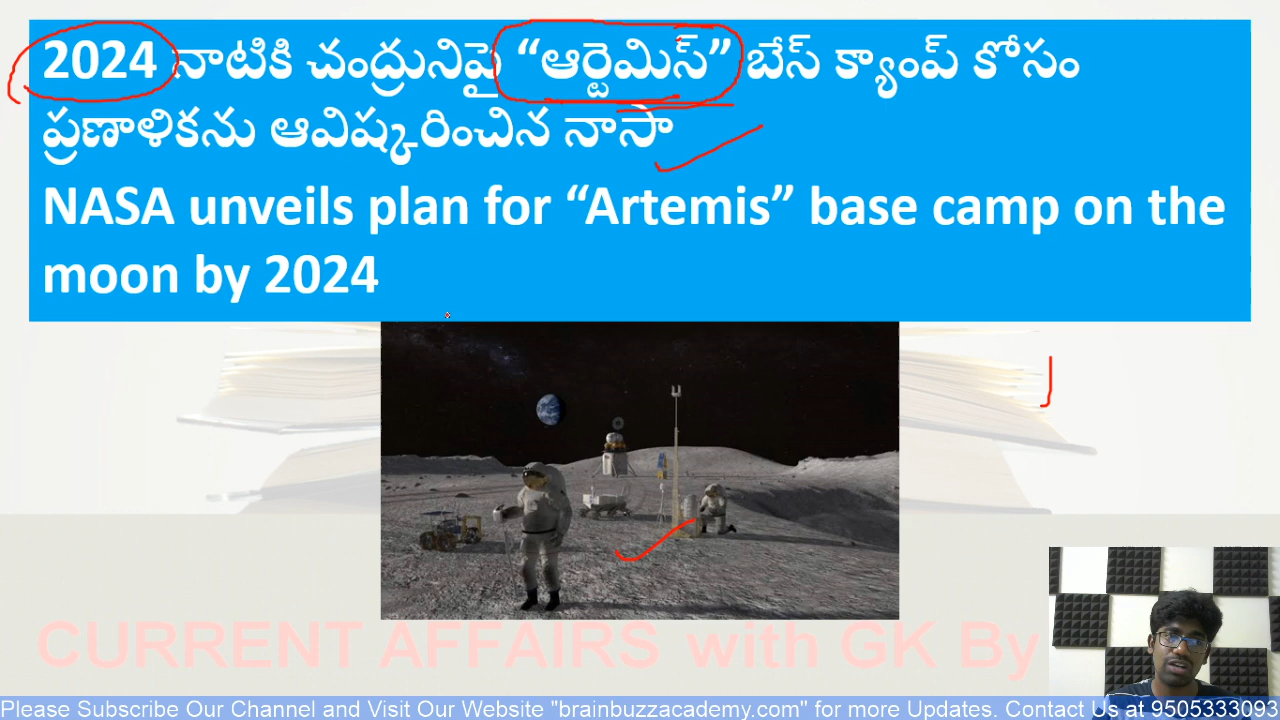 2024 నాటికి చంద్రునిపై “ఆర్టెమిస్” బేస్ క్యాంప్ కోసం
ప్రణాళికను ఆవిష్కరించిన నాసా
NASA unveils plan for “Artemis” base camp on the
moon by 2024
CURRENT AFFAIRS with GK By
Please Subscribe Our Channel and Visit Our Website "brainbuzzacademy.com" for more Updates. Contact Us at 9505333093